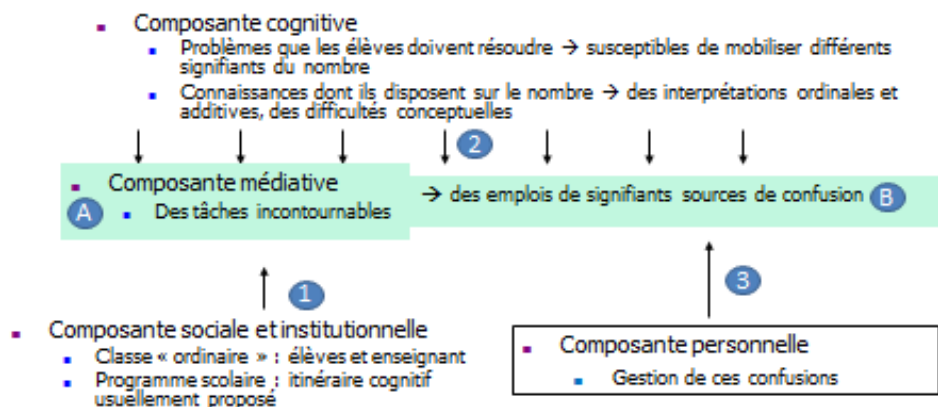 Composante cognitive
Problèmes que les élèves doivent résoudre → susceptibles de mobiliser différents
signifiants du nombre
Connaissances dont ils disposent sur le nombre → des interprétations ordinales et
additives, des difficultés conceptuelles
2
Composante médiative
→ des emplois de signifiants sources de confusion B
A Des tâches incontournables
1
3
Composante sociale et institutionnelle
Classe « ordinaire » : élèves et enseignant
Programme scolaire : itinéraire cognitif
usuellement proposé
Composante personnelle
Gestion de ces confusions